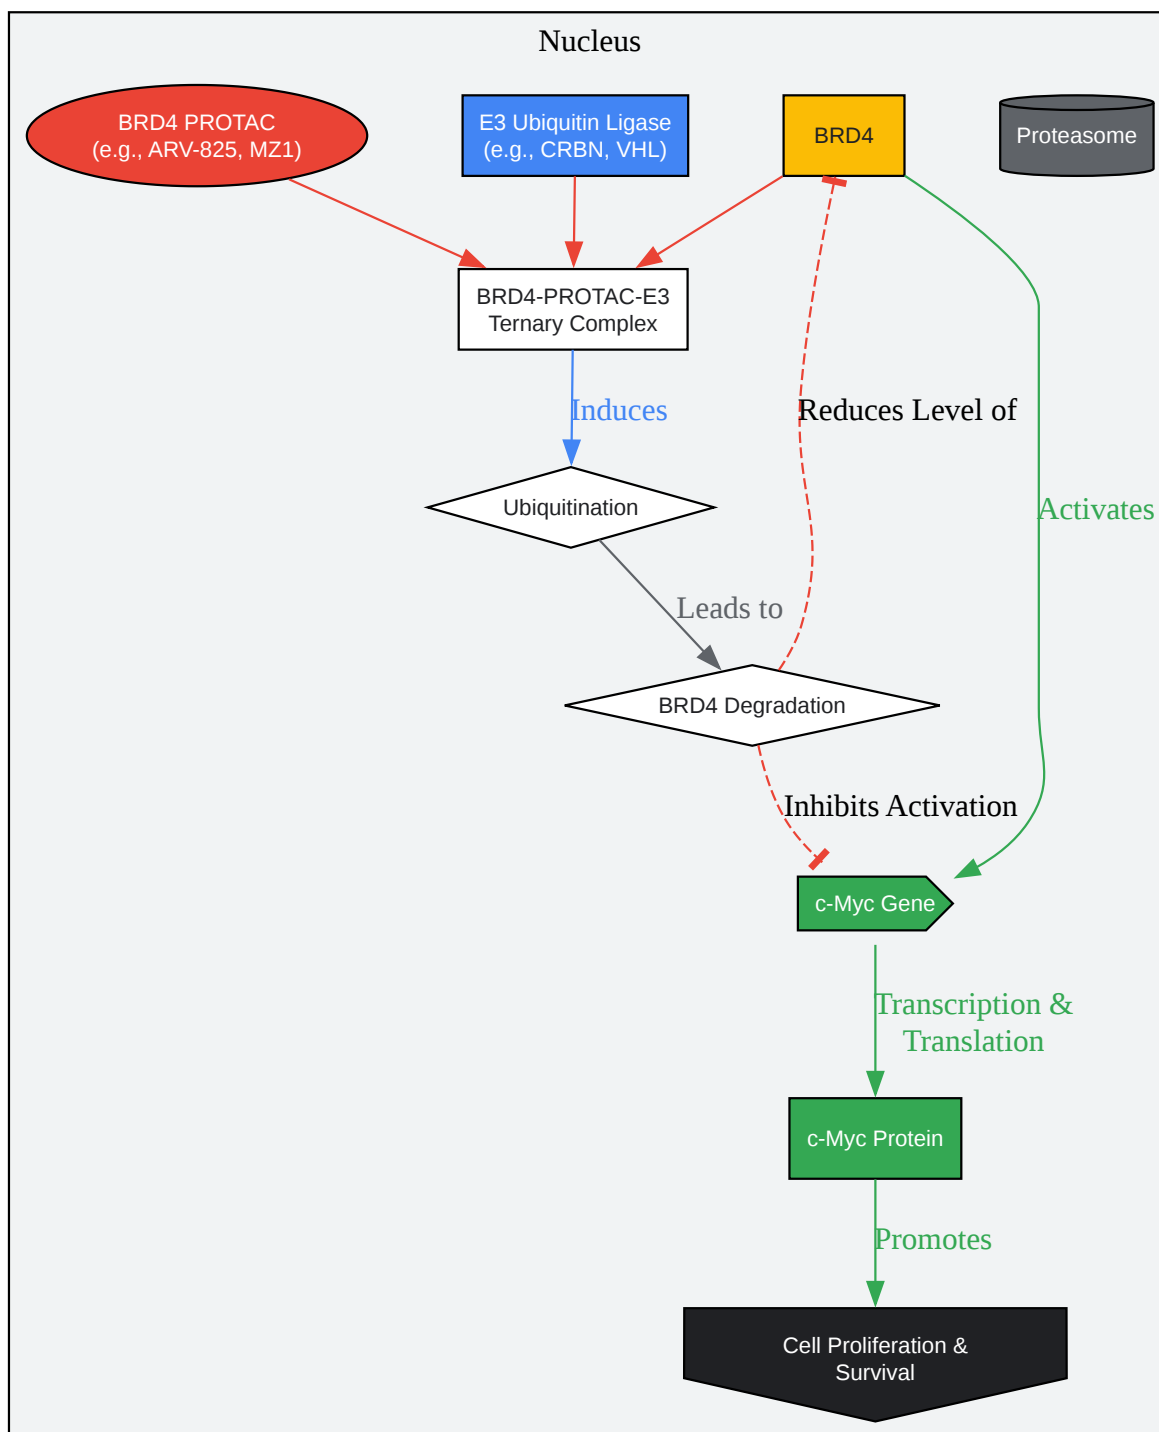 Nucleus
BRD4 PROTAC
(e.g., ARV-825, MZ1)
E3 Ubiquitin Ligase
(e.g., CRBN, VHL)
BRD4
Proteasome
BRD4-PROTAC-E3
Ternary Complex
Induces
Reduces Level of
Ubiquitination
Activates
Leads to
BRD4 Degradation
Inhibits Activation
c-Myc Gene
Transcription &
Translation
c-Myc Protein
Promotes
Cell Proliferation &
Survival